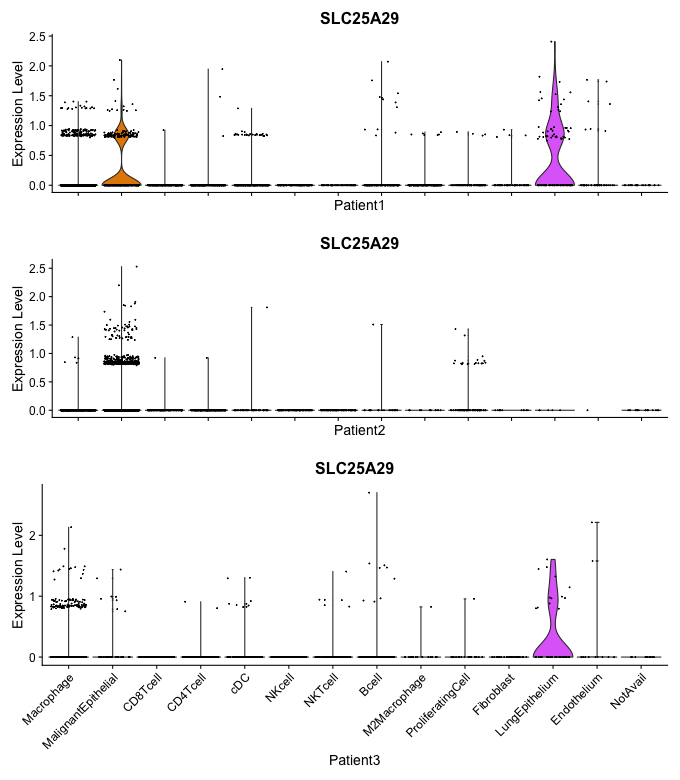 SLC25A29
Expression Level
2.5
2.0
1.5
1.0
0.5
0.0
Patient1
SLC25A29
Expression Level
2.5
2.0
1.5
1.0
0.5
0.0
Patient2
SLC25A29
Expression Level
2
1
0
Macrophage
MalignantEpithelial
CD8Tcell
CD4Tcell
cDC
NKcell
NKTcell
Bcell
M2Macrophage
ProliferatingCell
Fibroblast
LungEpithelium
Endothelium
NotAvail
Patient3